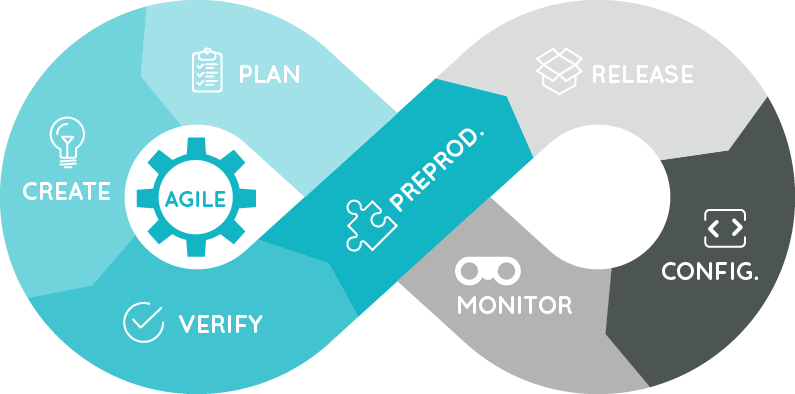 PLAN
CREATE
AGILE
VERIFY
PREPROD.
RELEASE
CONFIG.
MONITOR